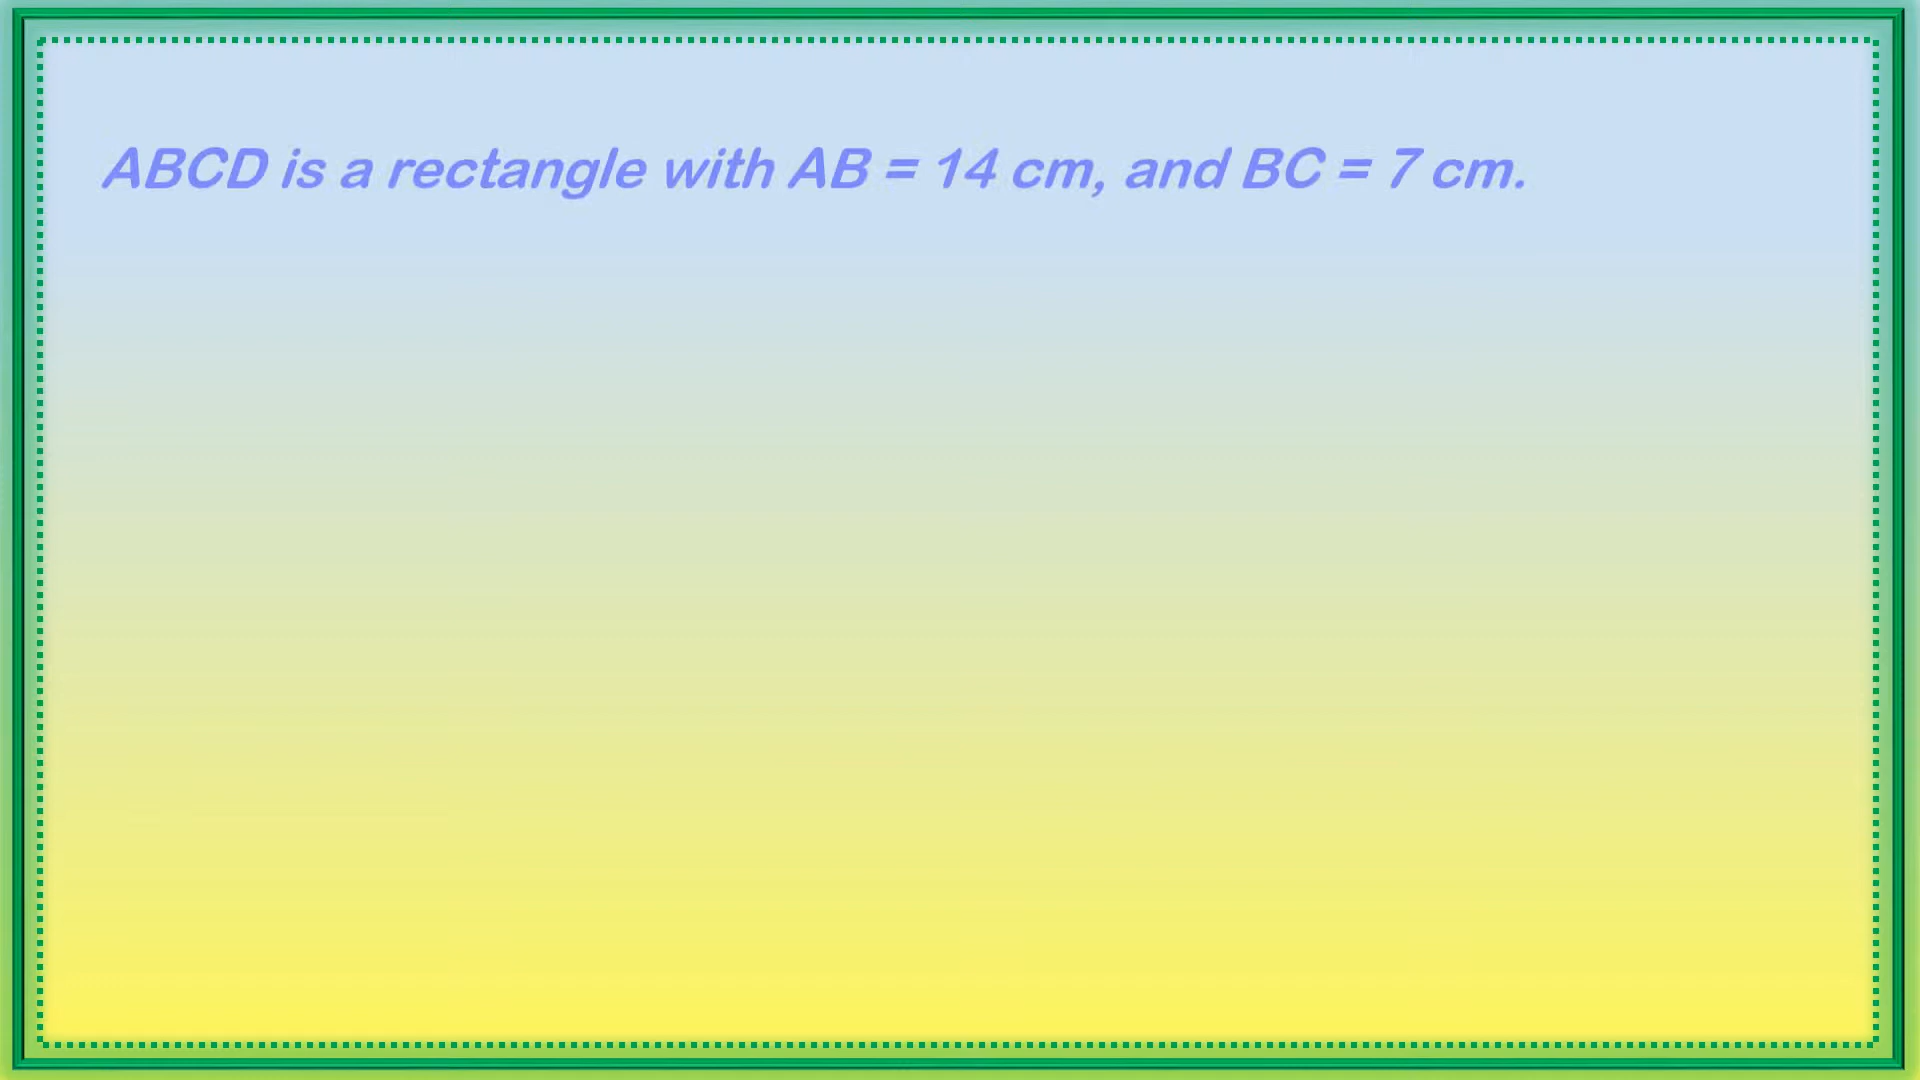 ABCD is a rectangle with AB = 14 cm, and BC = 7 cm.